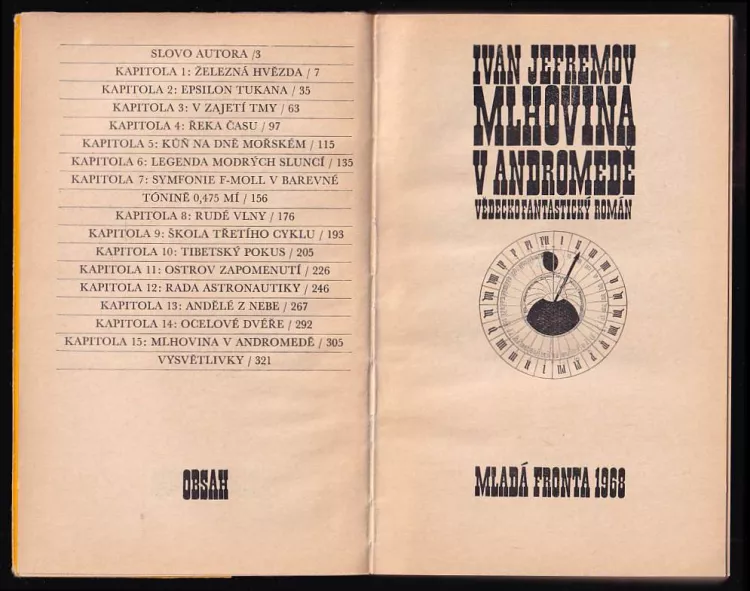 SLOVO AUTORA /3
KAPITOLA 1: ŽELEZNÁ HVĚZDA / 7
KAPITOLA 2: EPSILON TUKANA / 35
KAPITOLA 3: V ZAJETÍ TMY / 63
KAPITOLA 4: ŘEKA ČASU / 97
KAPITOLA 5: KŮŇ NA DNĚ MOŘSKÉM / 115
KAPITOLA 6: LEGENDA MODRÝCH SLUNCÍ / 135
KAPITOLA 7: SYMFONIE F-MOLL V BAREVNÉ
TÓNINĚ 0,475 MÍ / 156
KAPITOLA 8: RUDÉ VLNY / 176
KAPITOLA 9: ŠKOLA TŘETÍHO CYKLU / 193
KAPITOLA 10: TIBETSKÝ POKUS / 205
KAPITOLA 11: OSTROV ZAPOMENUTÍ / 226
KAPITOLA 12: RADA ASTRONAUTIKY / 246
KAPITOLA 13: ANDĚLÉ Z NEBE / 267
KAPITOLA 14: OCELOVÉ DVÉŘE / 292
KAPITOLA 15: MLHOVINA V ANDROMEDĚ / 305
VYSVĚTLIVKY / 321
OBSAH
IVAN JEFREMOV
MLHOVINA
V ANDROMEDĚ
VĚDECKOFANTASTICKÝ ROMÁN
MLADÁ FRONTA 1968